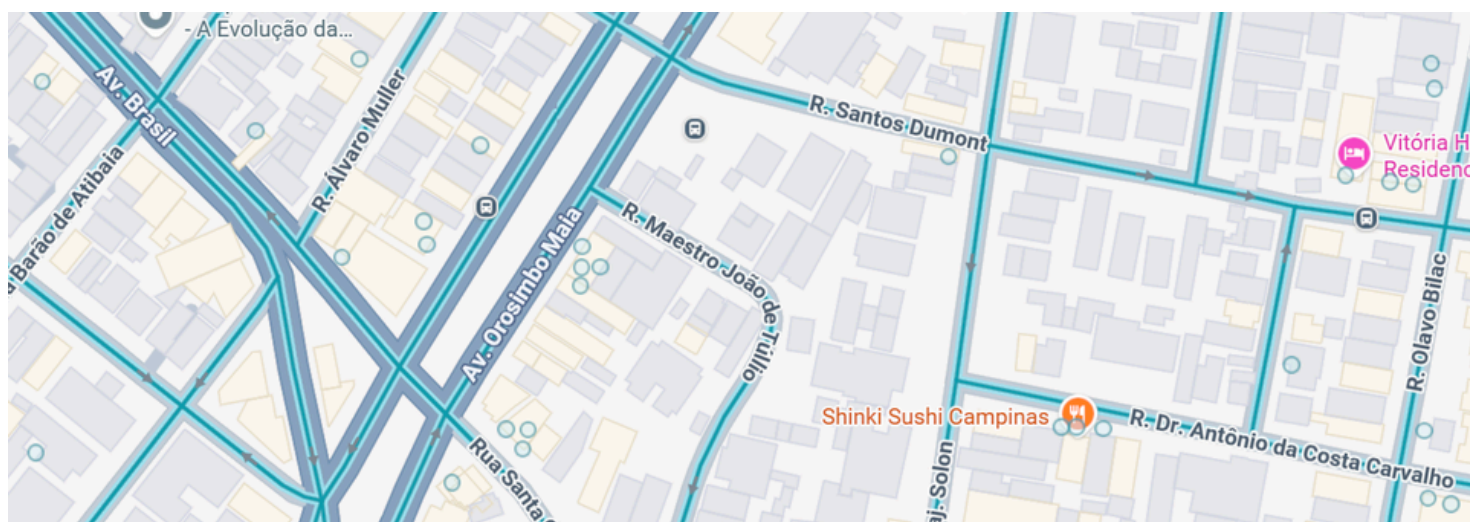 - A Evolução da...
Av. Brasil
R. Álvaro Muller
Barão de Atibaia
R. Santos Dumont
Vitória H
Residenc
Av. Orosimbo Maia
R. Maestro João de Túllio
R. Olavo Bilac
Shinki Sushi Campinas
R. Dr. Antônio da Costa Carvalho
Rua Santa
aj. Solon